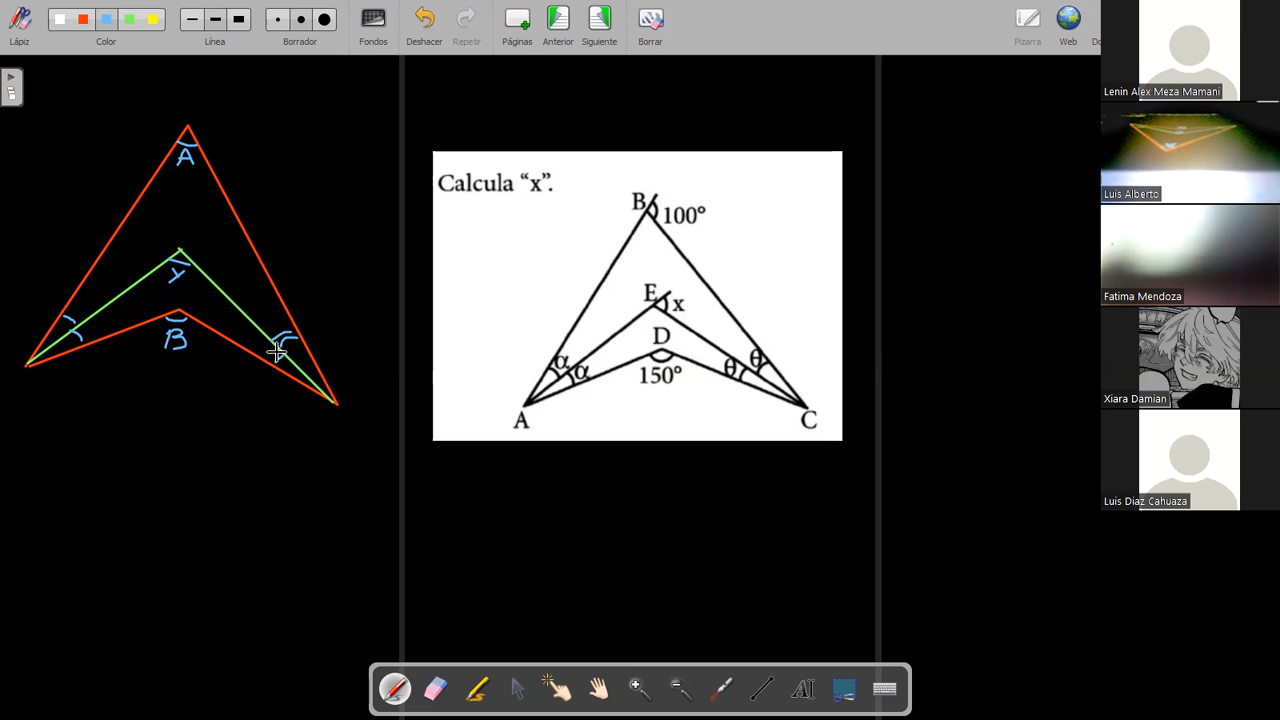 Lápiz
Color
Línea
Borrador
Fondos
Deshacer
Repetir
Páginas
Anterior
Siguiente
Borrar
Pizarra
Web
Lenin Alex Meza Mamani
Luis Alberto
Fatima Mendoza
Xiara Damian
Luis Diaz Cahuaza
A
Y
B
Calcula “x”.
B
100°
E
x
D
α
α
θ
θ
150°
A
C
AI